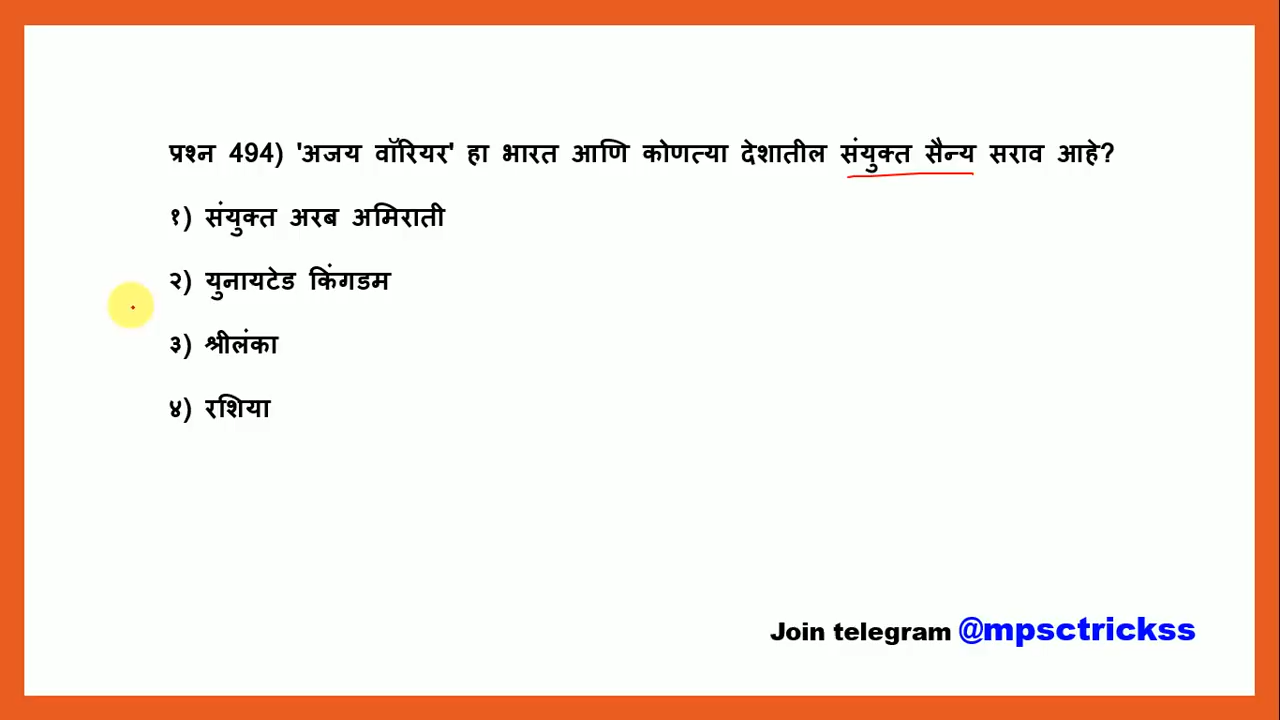 प्रश्न 494) 'अजय वॉरियर' हा भारत आणि कोणत्या देशातील संयुक्त सैन्य सराव आहे?
१) संयुक्त अरब अमिराती
२) युनायटेड किंगडम
३) श्रीलंका
४) रशिया
Join telegram @mpsctrickss